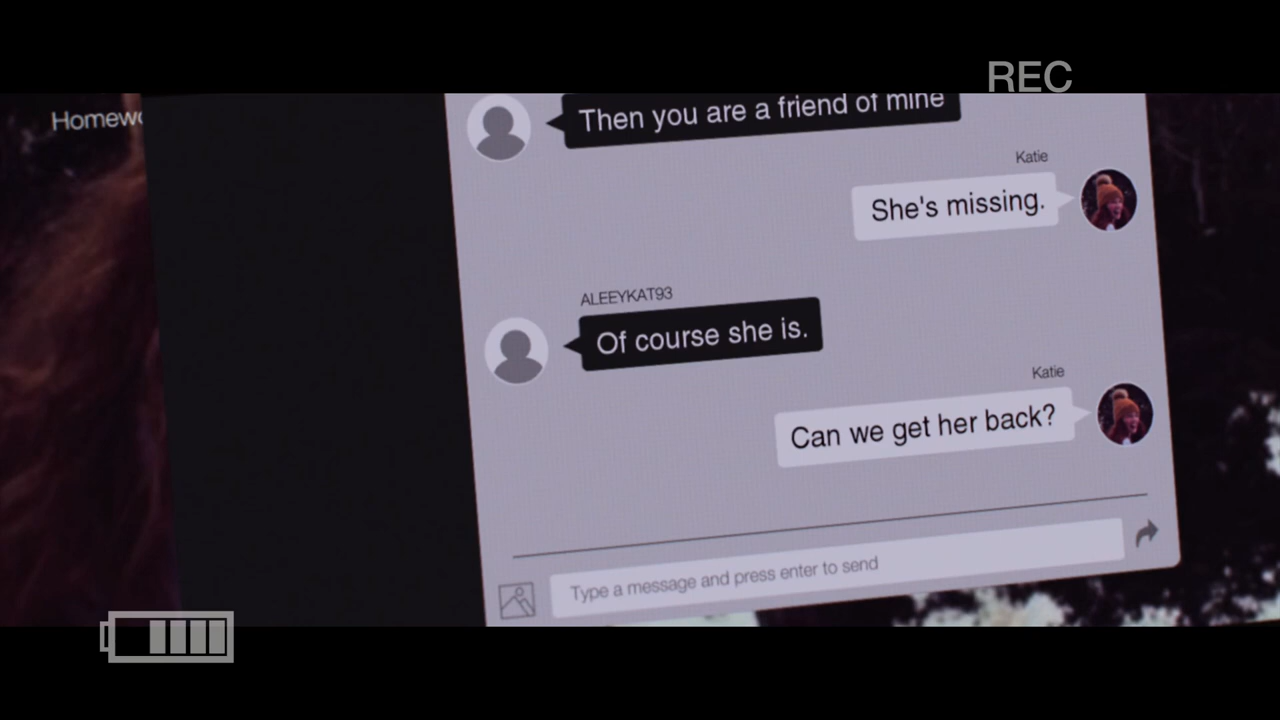 REC
Homewo
Then you are a friend of mine
Katie
She's missing.
ALEEYKAT93
Of course she is.
Katie
Can we get her back?
Type a message and press enter to send